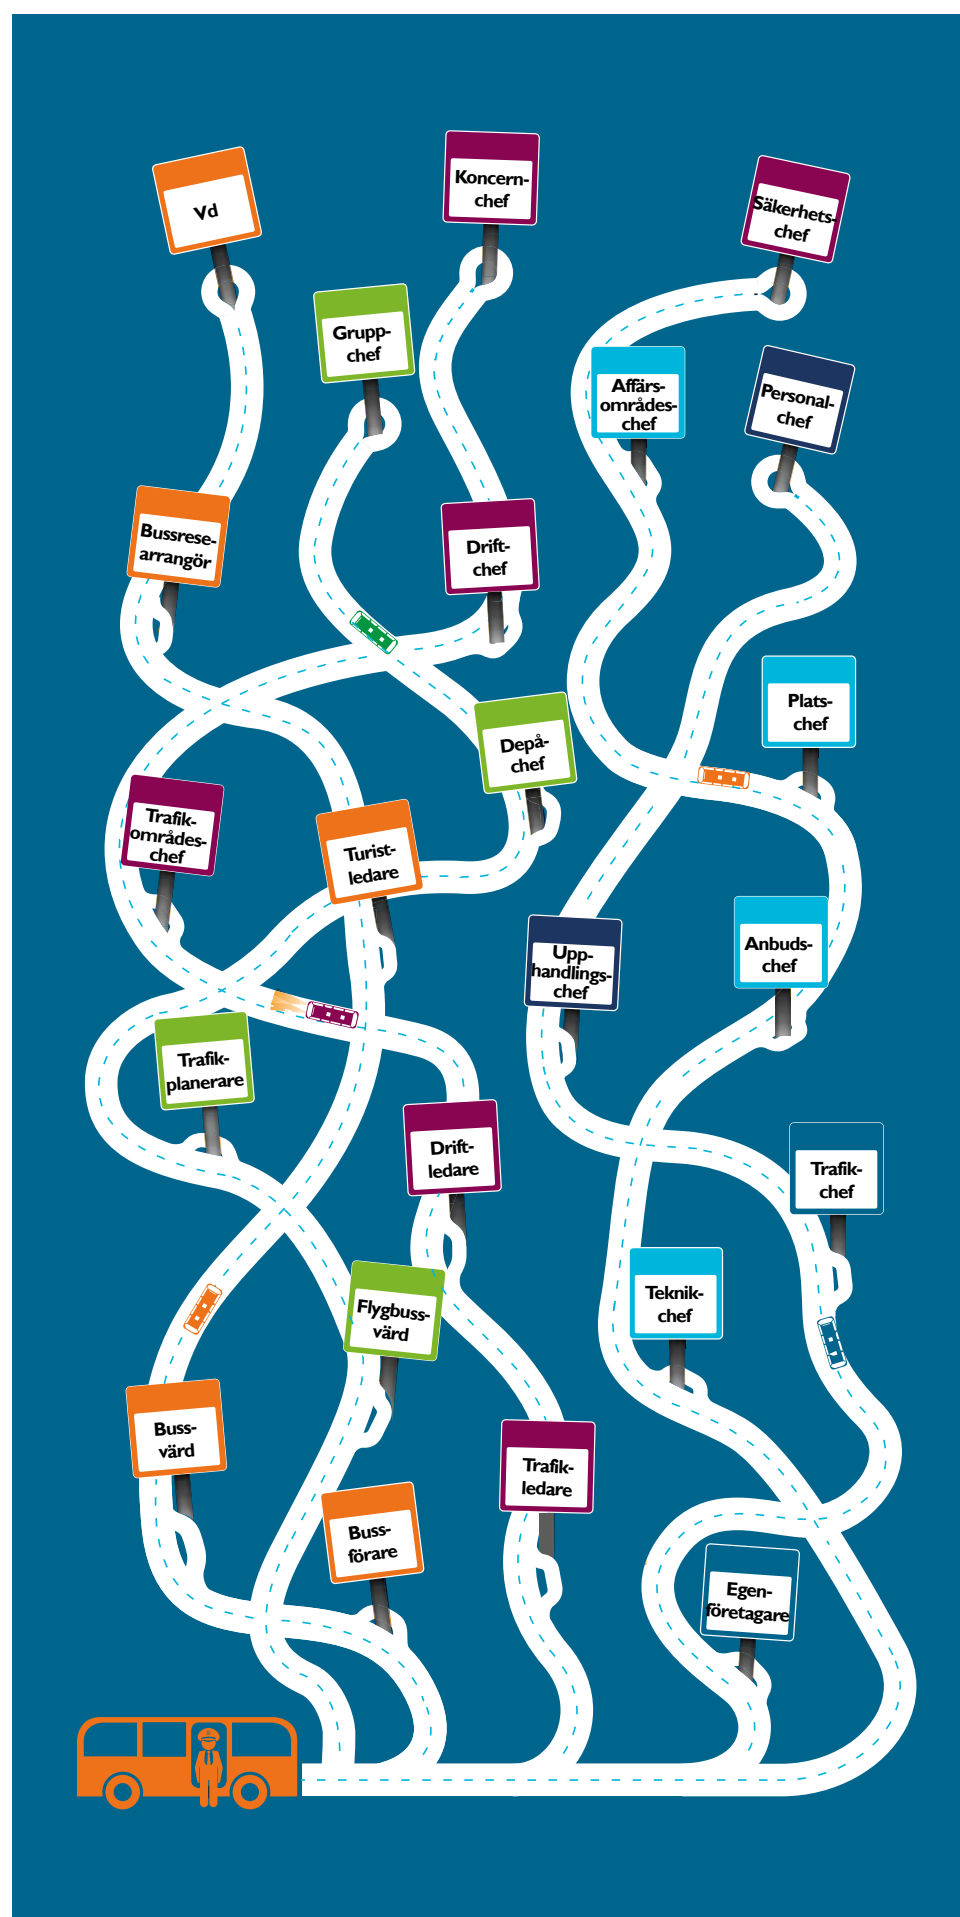 Vd
Koncern-
chef
Säkerhets-
chef
Grupp-
chef
Affärs-
områdes-
chef
Personal-
chef
Bussrese-
arrangör
Drift-
chef
Plats-
chef
Depå-
chef
Trafik-
områdes-
chef
Turist-
ledare
Anbuds-
chef
Upp-
handlings-
chef
Trafik-
planerare
Drift-
ledare
Trafik-
chef
Teknik-
chef
Flygbuss-
värd
Buss-
värd
Trafik-
ledare
Buss-
förare
Egen-
företagare